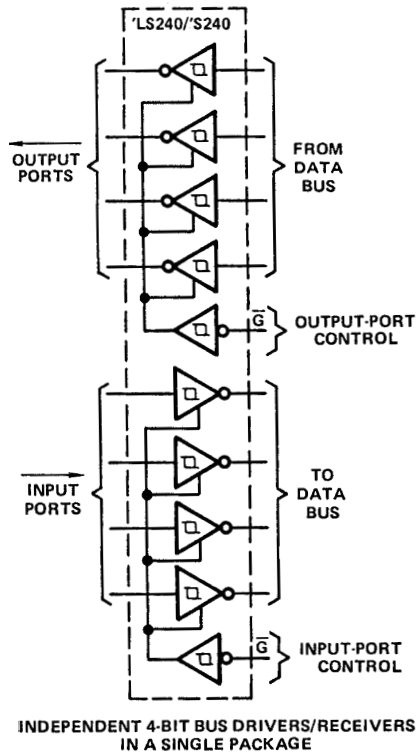 'LS240/'S240
OUTPUT
PORTS
FROM
DATA
BUS
G̅
OUTPUT-PORT
CONTROL
INPUT
PORTS
TO
DATA
BUS
G̅
INPUT-PORT
CONTROL
INDEPENDENT 4-BIT BUS DRIVERS/RECEIVERS
IN A SINGLE PACKAGE